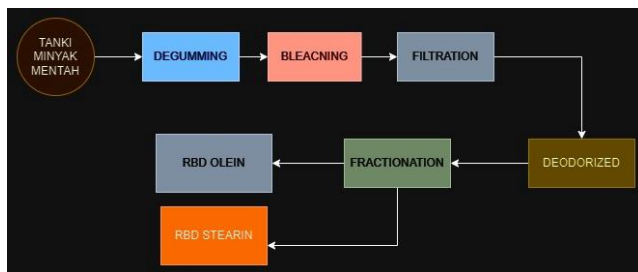 TANKI
MINYAK
MENTAH
DEGUMMING
BLEACNING
FILTRATION
DEODORIZED
FRACTIONATION
RBD OLEIN
RBD STEARIN